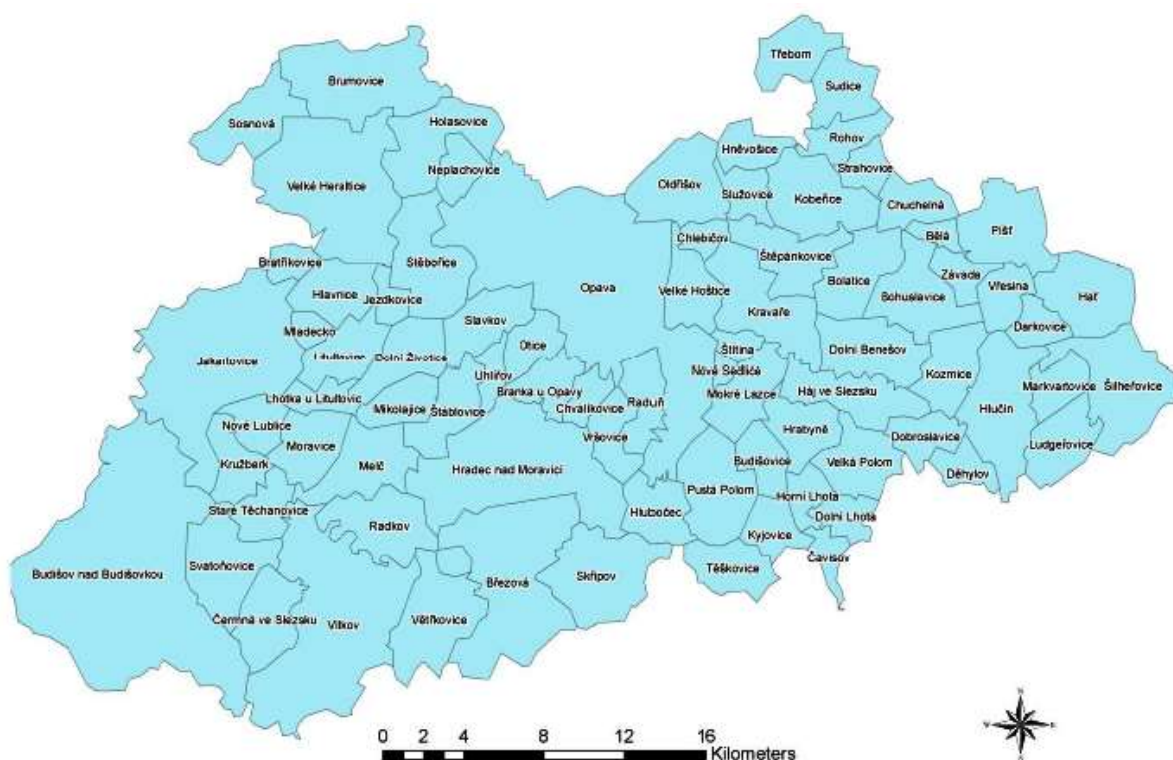 Třebom
Brumovice
Sudice
Sosnová
Holasovice
Rohov
Hněvošice
Strahovice
Neplachovice
Velké Heraltice
Oldřišov
Služovice
Kobeřice
Chuchelná
Píšť
Bělá
Chlebičov
Štěpánkovice
Bratříkovice
Stěbořice
Závada
Bolatice
Vřesina
Opava
Velké Hoštice
Bohuslavice
Hať
Hlavnice
Jezdkovice
Kravaře
Darkovice
Slavkov
Mladecko
Otice
Štítina
Dolní Benešov
Jakartovice
Litultovice
Dolní Životice
Nové Sedlice
Kozmice
Uhlířov
Markvartovice
Šilheřovice
Branka u Opavy
Mokré Lazce
Háj ve Slezsku
Lhotka u Litultovic
Raduň
Mikolajice
Štáblovice
Chvalíkovice
Hlučín
Nové Lublice
Hrabyně
Vršovice
Dobroslavice
Ludgeřovice
Moravice
Kružberk
Melč
Hradec nad Moravicí
Budišovice
Velká Polom
Děhylov
Pustá Polom
Horní Lhota
Staré Těchanovice
Hlubočec
Dolní Lhota
Radkov
Kyjovice
Čavisov
Svatoňovice
Budišov nad Budišovkou
Těškovice
Březová
Skřipov
Čermná ve Slezsku
Vítkov
Větřkovice
N
W E
S
0 2 4 8 12 16
Kilometers